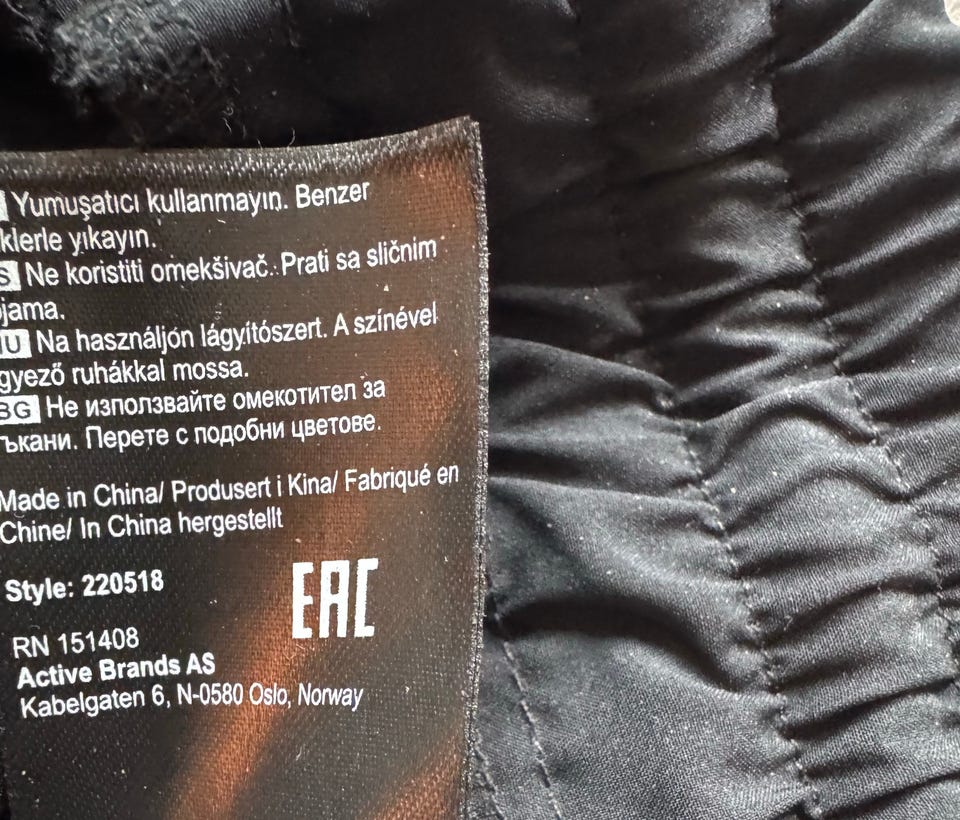 Yumuşatıcı kullanmayın. Benzer
klerle yıkayın.
S Ne koristiti omekšivač. Prati sa sličnim
ojama.
HU Na használjon lágyítószert. A színével
gyező ruhákkal mossa.
BG Не използвайте омекотител за
тъкани. Перете с подобни цветове.
Made in China/ Produsert i Kina/ Fabriqué en
Chine/ In China hergestellt
Style: 220518
EAC
RN 151408
Active Brands AS
Kabelgaten 6, N-0580 Oslo, Norway